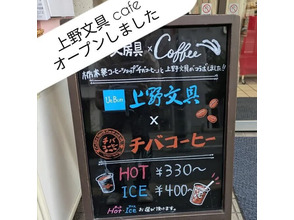 上野文具 cafe
オープンしました
文房具×Coffee
上野文具
×
チバコーヒー
HOT ¥330〜
ICE ¥400〜